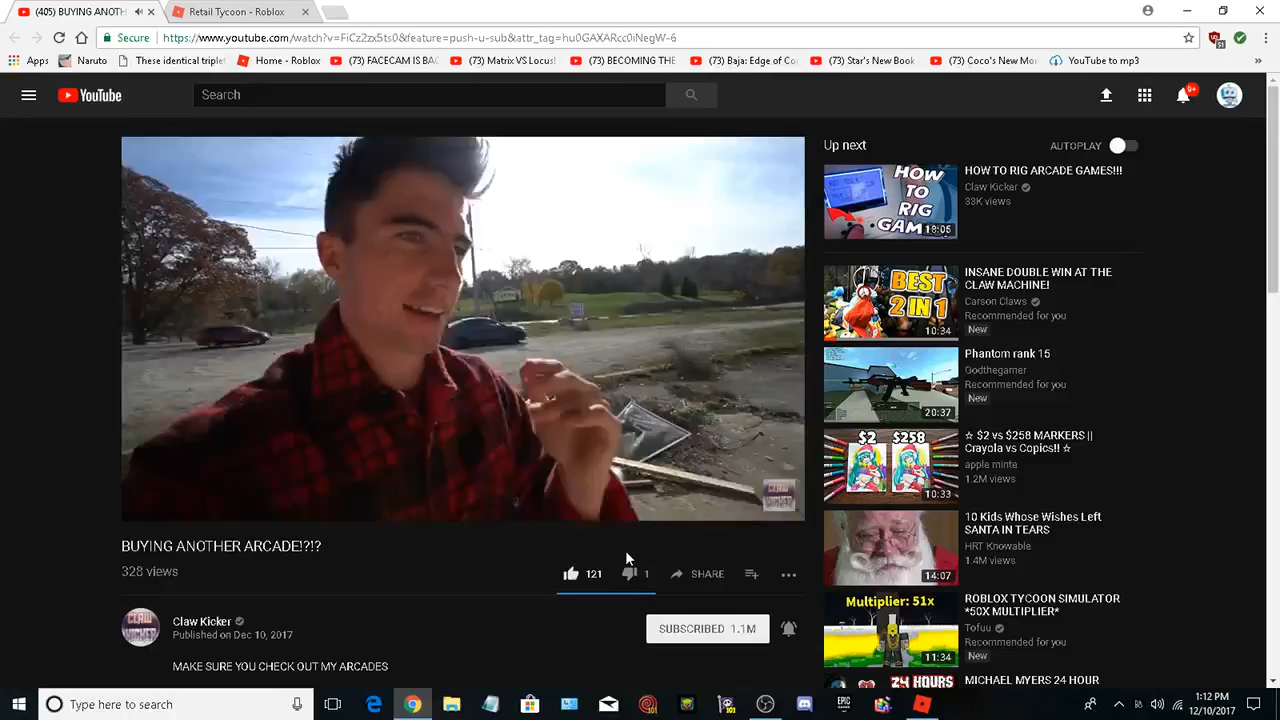 (405) BUYING ANOTH
Retail Tycoon - Roblox
Secure
https://www.youtube.com/watch?v=FiCz2zx5ts0&feature=push-u-sub&attr_tag=hu0GAXARcc0iNegW-6
51
Apps
Naruto
These identical triple
Home - Roblox
(73) FACECAM IS BAC
(73) Matrix VS Locus!
(73) BECOMING THE
(73) Baja: Edge of C
(73) Star's New Book
(73) Coco's New Mo
YouTube to mp3
YouTube
Search
9+
Up next
AUTOPLAY
HOW TO RIG GAM
18:05
HOW TO RIG ARCADE GAMES!!!
Claw Kicker
33K views
BEST 2 IN 1
10:34
INSANE DOUBLE WIN AT THE
CLAW MACHINE!
Carson Claws
Recommended for you
New
20:37
Phantom rank 15
Godthegamer
Recommended for you
New
$2 $258
10:33
☆ $2 vs $258 MARKERS ||
Crayola vs Copics!! ☆
apple minte
1.2M views
14:07
10 Kids Whose Wishes Left
SANTA IN TEARS
HRT Knowable
1.4M views
Multiplier: 51x
11:34
ROBLOX TYCOON SIMULATOR
*50X MULTIPLIER*
Tofuu
Recommended for you
New
24 HOURS
MICHAEL MYERS 24 HOUR
BUYING ANOTHER ARCADE!?!?
328 views
121
1
SHARE
CLAW
Claw Kicker
Published on Dec 10, 2017
SUBSCRIBED 1.1M
MAKE SURE YOU CHECK OUT MY ARCADES
Type here to search
EPIC GAMES
1:12 PM
12/10/2017